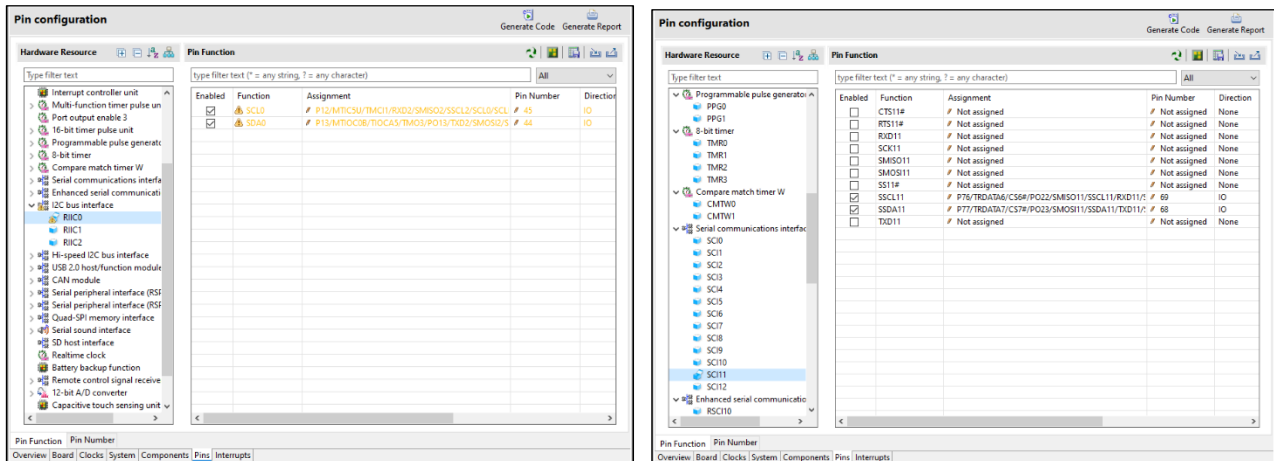 Pin configuration
Generate Code Generate Report
Hardware Resource
Pin Function
Type filter text
type filter text (* = any string, ? = any character)
All
Enabled Function Assignment Pin Number Direction
Interrupt controller unit
Multi-function timer pulse un
Port output enable 3
16-bit timer pulse unit
Programmable pulse generato
8-bit timer
Compare match timer W
Serial communications interfa
Enhanced serial communicati
I2C bus interface
RIIC0
RIIC1
RIIC2
Hi-speed I2C bus interface
USB 2.0 host/function module
CAN module
Serial peripheral interface (RSP
Serial peripheral interface (RSP
Quad-SPI memory interface
Serial sound interface
SD host interface
Realtime clock
Battery backup function
Remote control signal receive
12-bit A/D converter
Capacitive touch sensing unit
SCL0 P12/MTIC5U/TMCI1/RXD2/SMISO2/SSCL2/SCL0/SCL 45 IO
SDA0 P13/MTIOC0B/TIOCA5/TMO3/PO13/TXD2/SMOSI2/S 44 IO
Pin Function Pin Number
Overview Board Clocks System Components Pins Interrupts
Pin configuration
Generate Code Generate Report
Hardware Resource
Pin Function
Type filter text
type filter text (* = any string, ? = any character)
All
Enabled Function Assignment Pin Number Direction
Programmable pulse generator
PPG0
PPG1
8-bit timer
TMR0
TMR1
TMR2
TMR3
Compare match timer W
CMTW0
CMTW1
Serial communications interfac
SCI0
SCI1
SCI2
SCI3
SCI4
SCI5
SCI6
SCI7
SCI8
SCI9
SCI10
SCI11
SCI12
Enhanced serial communicatio
RSCI10
CTS11# Not assigned Not assigned None
RTS11# Not assigned Not assigned None
RXD11 Not assigned Not assigned None
SCK11 Not assigned Not assigned None
SMISO11 Not assigned Not assigned None
SMOSI11 Not assigned Not assigned None
SS11# Not assigned Not assigned None
SSCL11 P76/TRDATA6/CS6#/PO22/SMISO11/SSCL11/RXD11/S 69 IO
SSDA11 P77/TRDATA7/CS7#/PO23/SMOSI11/SSDA11/TXD11/S 68 IO
TXD11 Not assigned Not assigned None
Pin Function Pin Number
Overview Board Clocks System Components Pins Interrupts